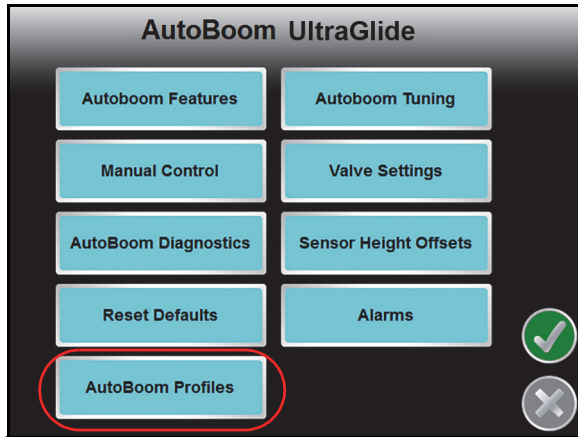 AutoBoom UltraGlide
Autoboom Features
Autoboom Tuning
Manual Control
Valve Settings
AutoBoom Diagnostics
Sensor Height Offsets
Reset Defaults
Alarms
AutoBoom Profiles